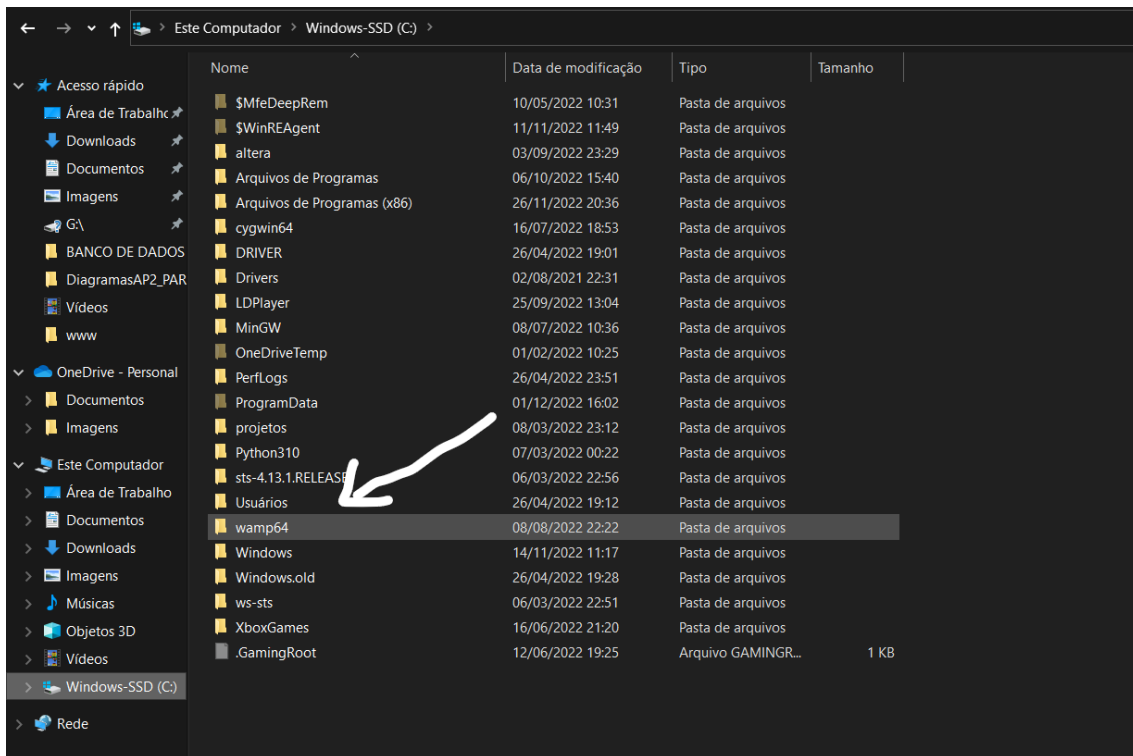 Este Computador > Windows-SSD (C:) >
Acesso rápido
Área de Trabalho
Downloads
Documentos
Imagens
G:\
BANCO DE DADOS
DiagramasAP2_PAR
Vídeos
www
OneDrive - Personal
Documentos
Imagens
Este Computador
Área de Trabalho
Documentos
Downloads
Imagens
Músicas
Objetos 3D
Vídeos
Windows-SSD (C:)
Rede
Nome Data de modificação Tipo Tamanho
$MfeDeepRem 10/05/2022 10:31 Pasta de arquivos
$WinREAgent 11/11/2022 11:49 Pasta de arquivos
altera 03/09/2022 23:29 Pasta de arquivos
Arquivos de Programas 06/10/2022 15:40 Pasta de arquivos
Arquivos de Programas (x86) 26/11/2022 20:36 Pasta de arquivos
cygwin64 16/07/2022 18:53 Pasta de arquivos
DRIVER 26/04/2022 19:01 Pasta de arquivos
Drivers 02/08/2021 22:31 Pasta de arquivos
LDPlayer 25/09/2022 13:04 Pasta de arquivos
MinGW 08/07/2022 10:36 Pasta de arquivos
OneDriveTemp 01/02/2022 10:25 Pasta de arquivos
PerfLogs 26/04/2022 23:51 Pasta de arquivos
ProgramData 01/12/2022 16:02 Pasta de arquivos
projetos 08/03/2022 23:12 Pasta de arquivos
Python310 07/03/2022 00:22 Pasta de arquivos
sts-4.13.1.RELEASE 06/03/2022 22:56 Pasta de arquivos
Usuários 26/04/2022 19:12 Pasta de arquivos
wamp64 08/08/2022 22:22 Pasta de arquivos
Windows 14/11/2022 11:17 Pasta de arquivos
Windows.old 26/04/2022 19:28 Pasta de arquivos
ws-sts 06/03/2022 22:51 Pasta de arquivos
XboxGames 16/06/2022 21:20 Pasta de arquivos
.GamingRoot 12/06/2022 19:25 Arquivo GAMINGR... 1 KB